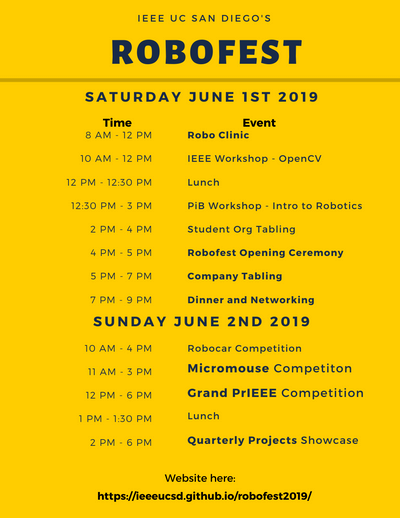 IEEE UC SAN DIEGO'S
ROBOFEST
SATURDAY JUNE 1ST 2019
Time Event
8 AM - 12 PM Robo Clinic
10 AM - 12 PM IEEE Workshop - OpenCV
12 PM - 12:30 PM Lunch
12:30 PM - 3 PM PiB Workshop - Intro to Robotics
2 PM - 4 PM Student Org Tabling
4 PM - 5 PM Robofest Opening Ceremony
5 PM - 7 PM Company Tabling
7 PM - 9 PM Dinner and Networking
SUNDAY JUNE 2ND 2019
10 AM - 4 PM Robocar Competition
11 AM - 3 PM Micromouse Competiton
12 PM - 6 PM Grand PrIEEE Competition
1 PM - 1:30 PM Lunch
2 PM - 6 PM Quarterly Projects Showcase
Website here:
https://ieeeucsd.github.io/robofest2019/